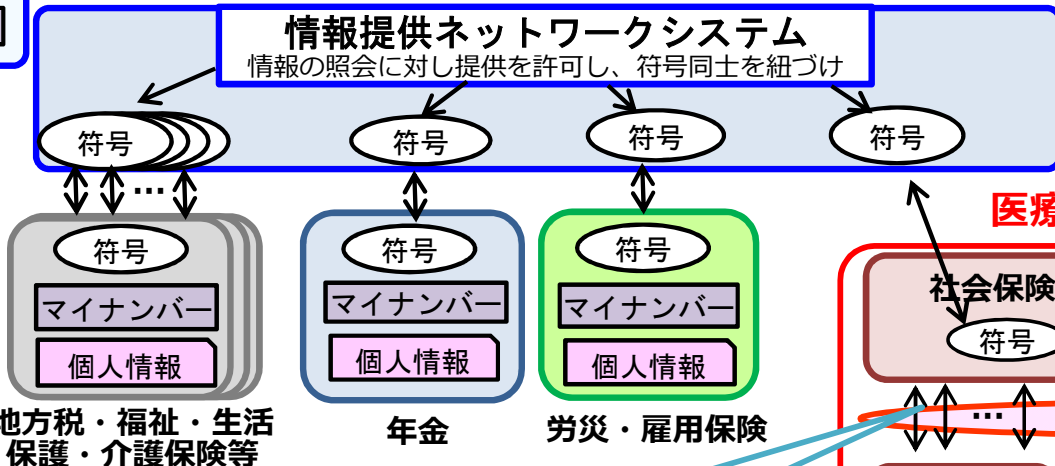 情報提供ネットワークシステム
情報の照会に対し提供を許可し、符号同士を紐づけ
符号
符号
符号
符号
…
医療
符号
マイナンバー
個人情報
地方税・福祉・生活
保護・介護保険等
符号
マイナンバー
個人情報
年金
符号
マイナンバー
個人情報
労災・雇用保険
社会保険
符号
…